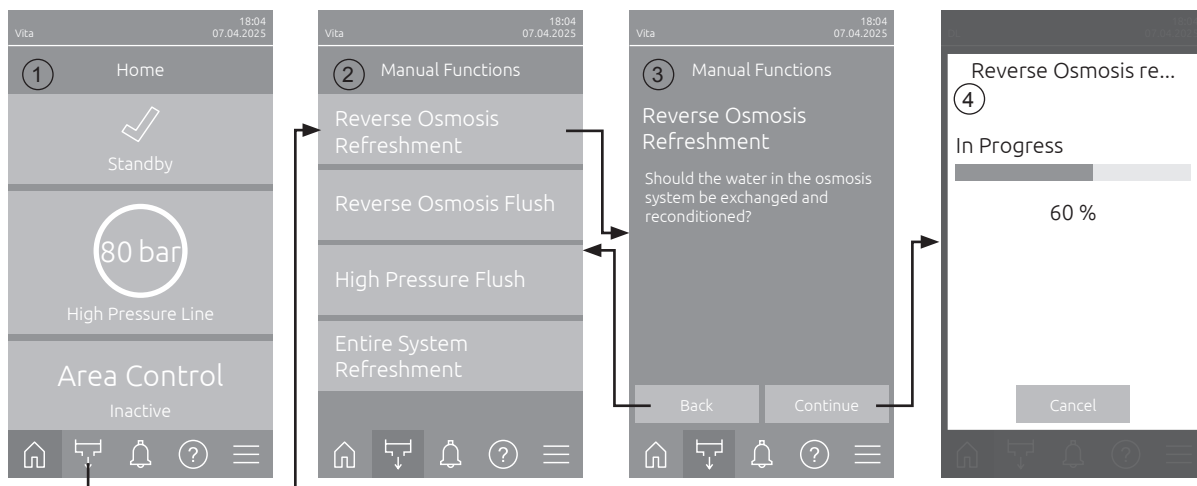 Vita
18:04
07.04.2025
1
Home
Standby
80 bar
High Pressure Line
Area Control
Inactive
?
Vita
18:04
07.04.2025
2
Manual Functions
Reverse Osmosis
Refreshment
Reverse Osmosis Flush
High Pressure Flush
Entire System
Refreshment
?
Vita
18:04
07.04.2025
3
Manual Functions
Reverse Osmosis
Refreshment
Should the water in the osmosis
system be exchanged and
reconditioned?
Back
Continue
?
Reverse Osmosis re...
4
In Progress
60 %
Cancel
?